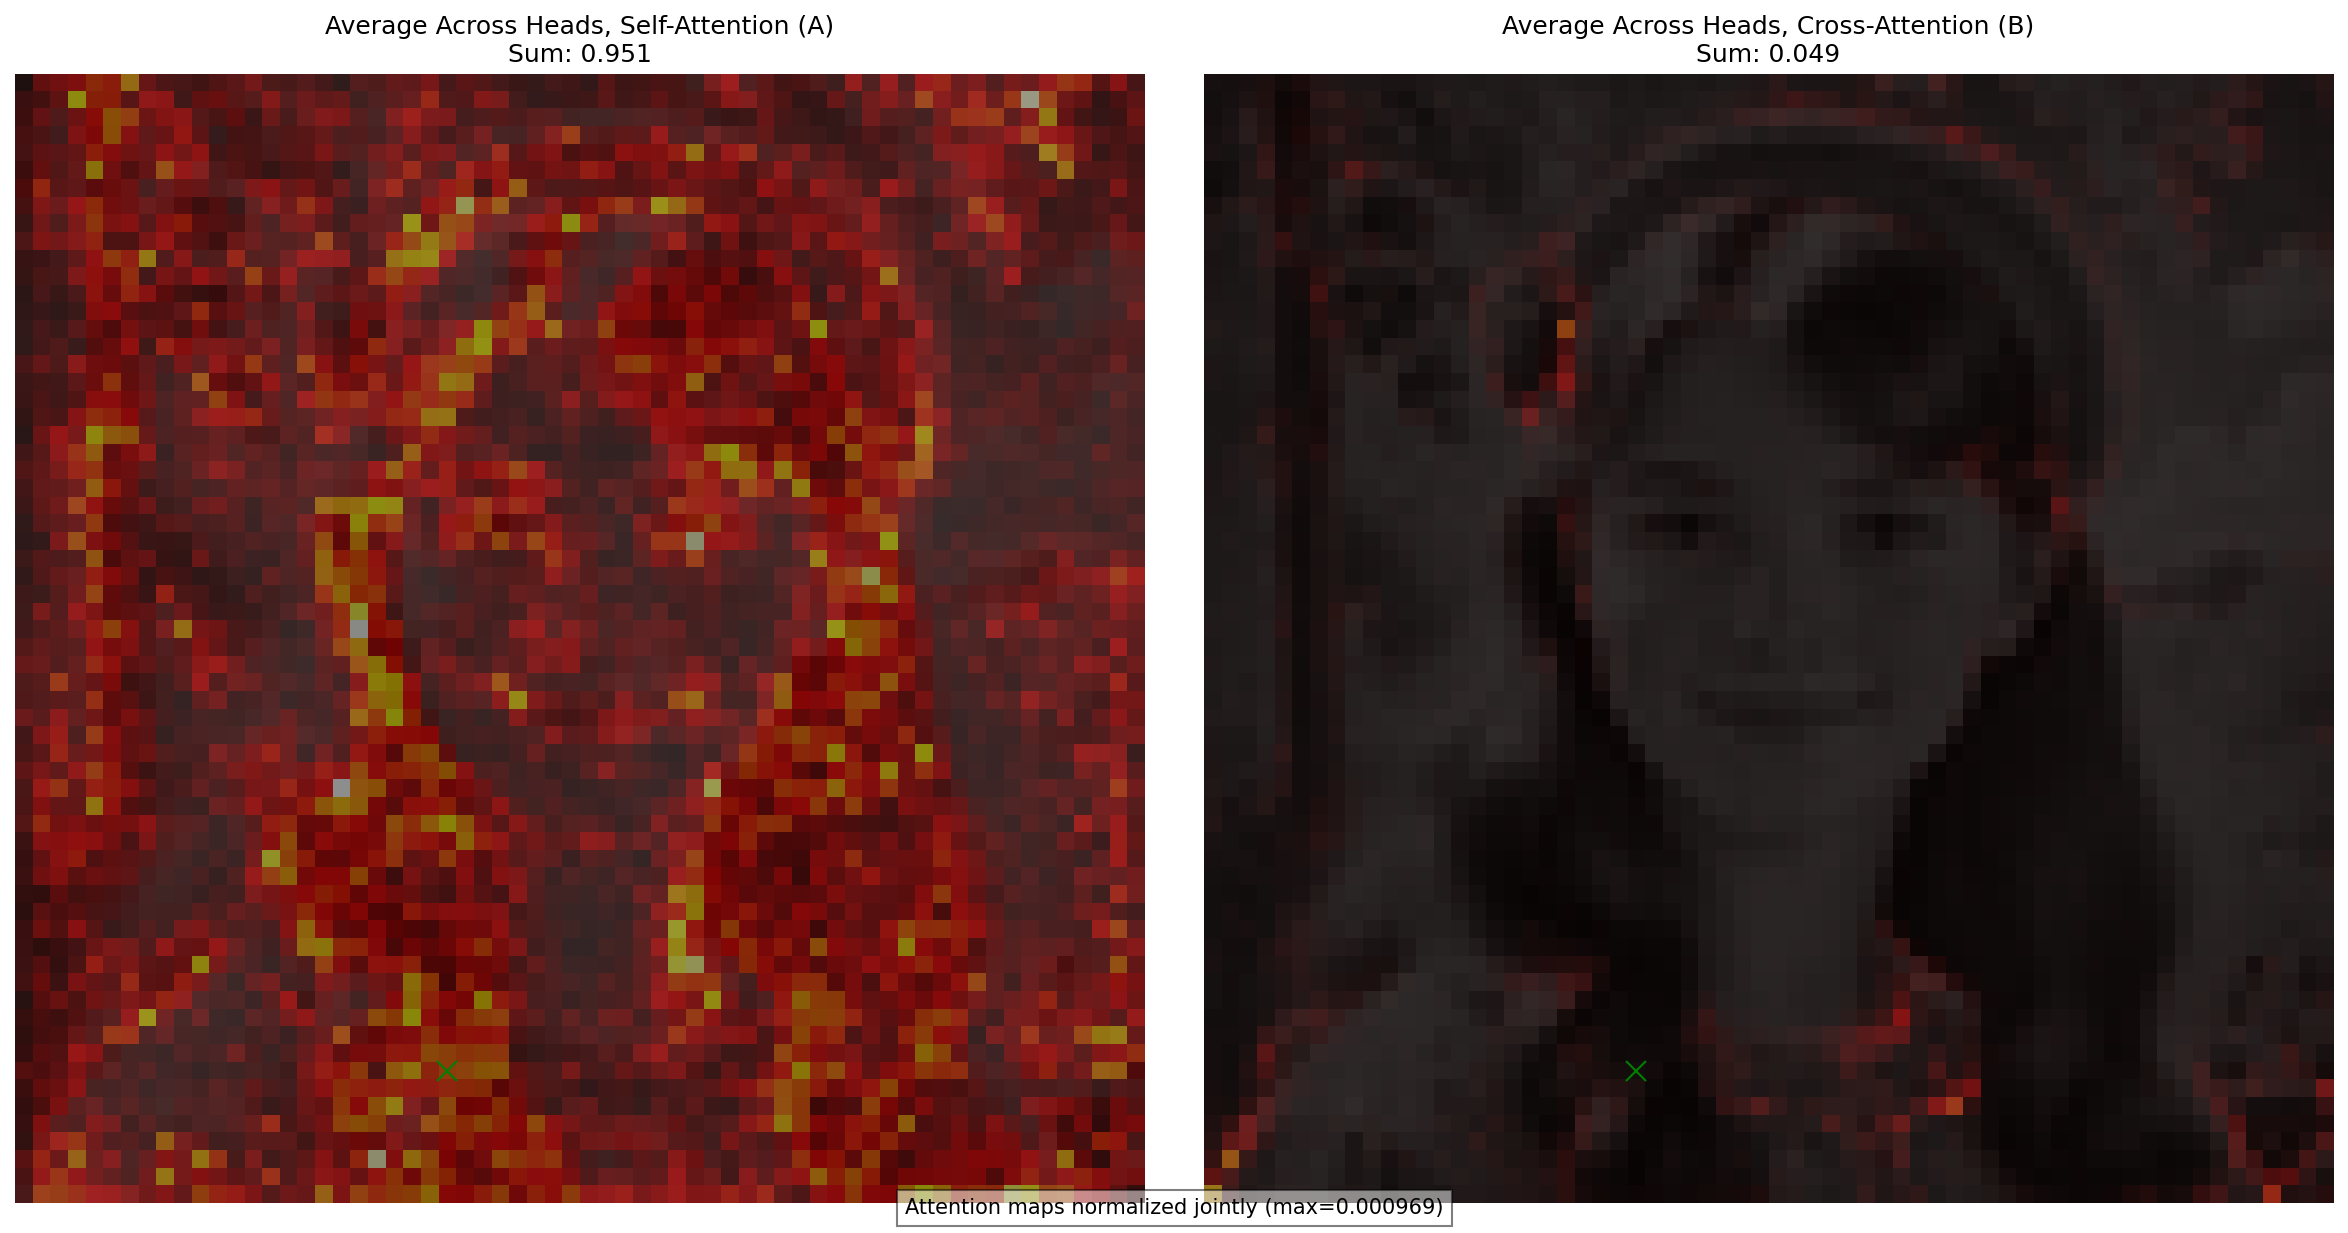 Average Across Heads, Self-Attention (A)
Sum: 0.951
Average Across Heads, Cross-Attention (B)
Sum: 0.049
Attention maps normalized jointly (max=0.000969)